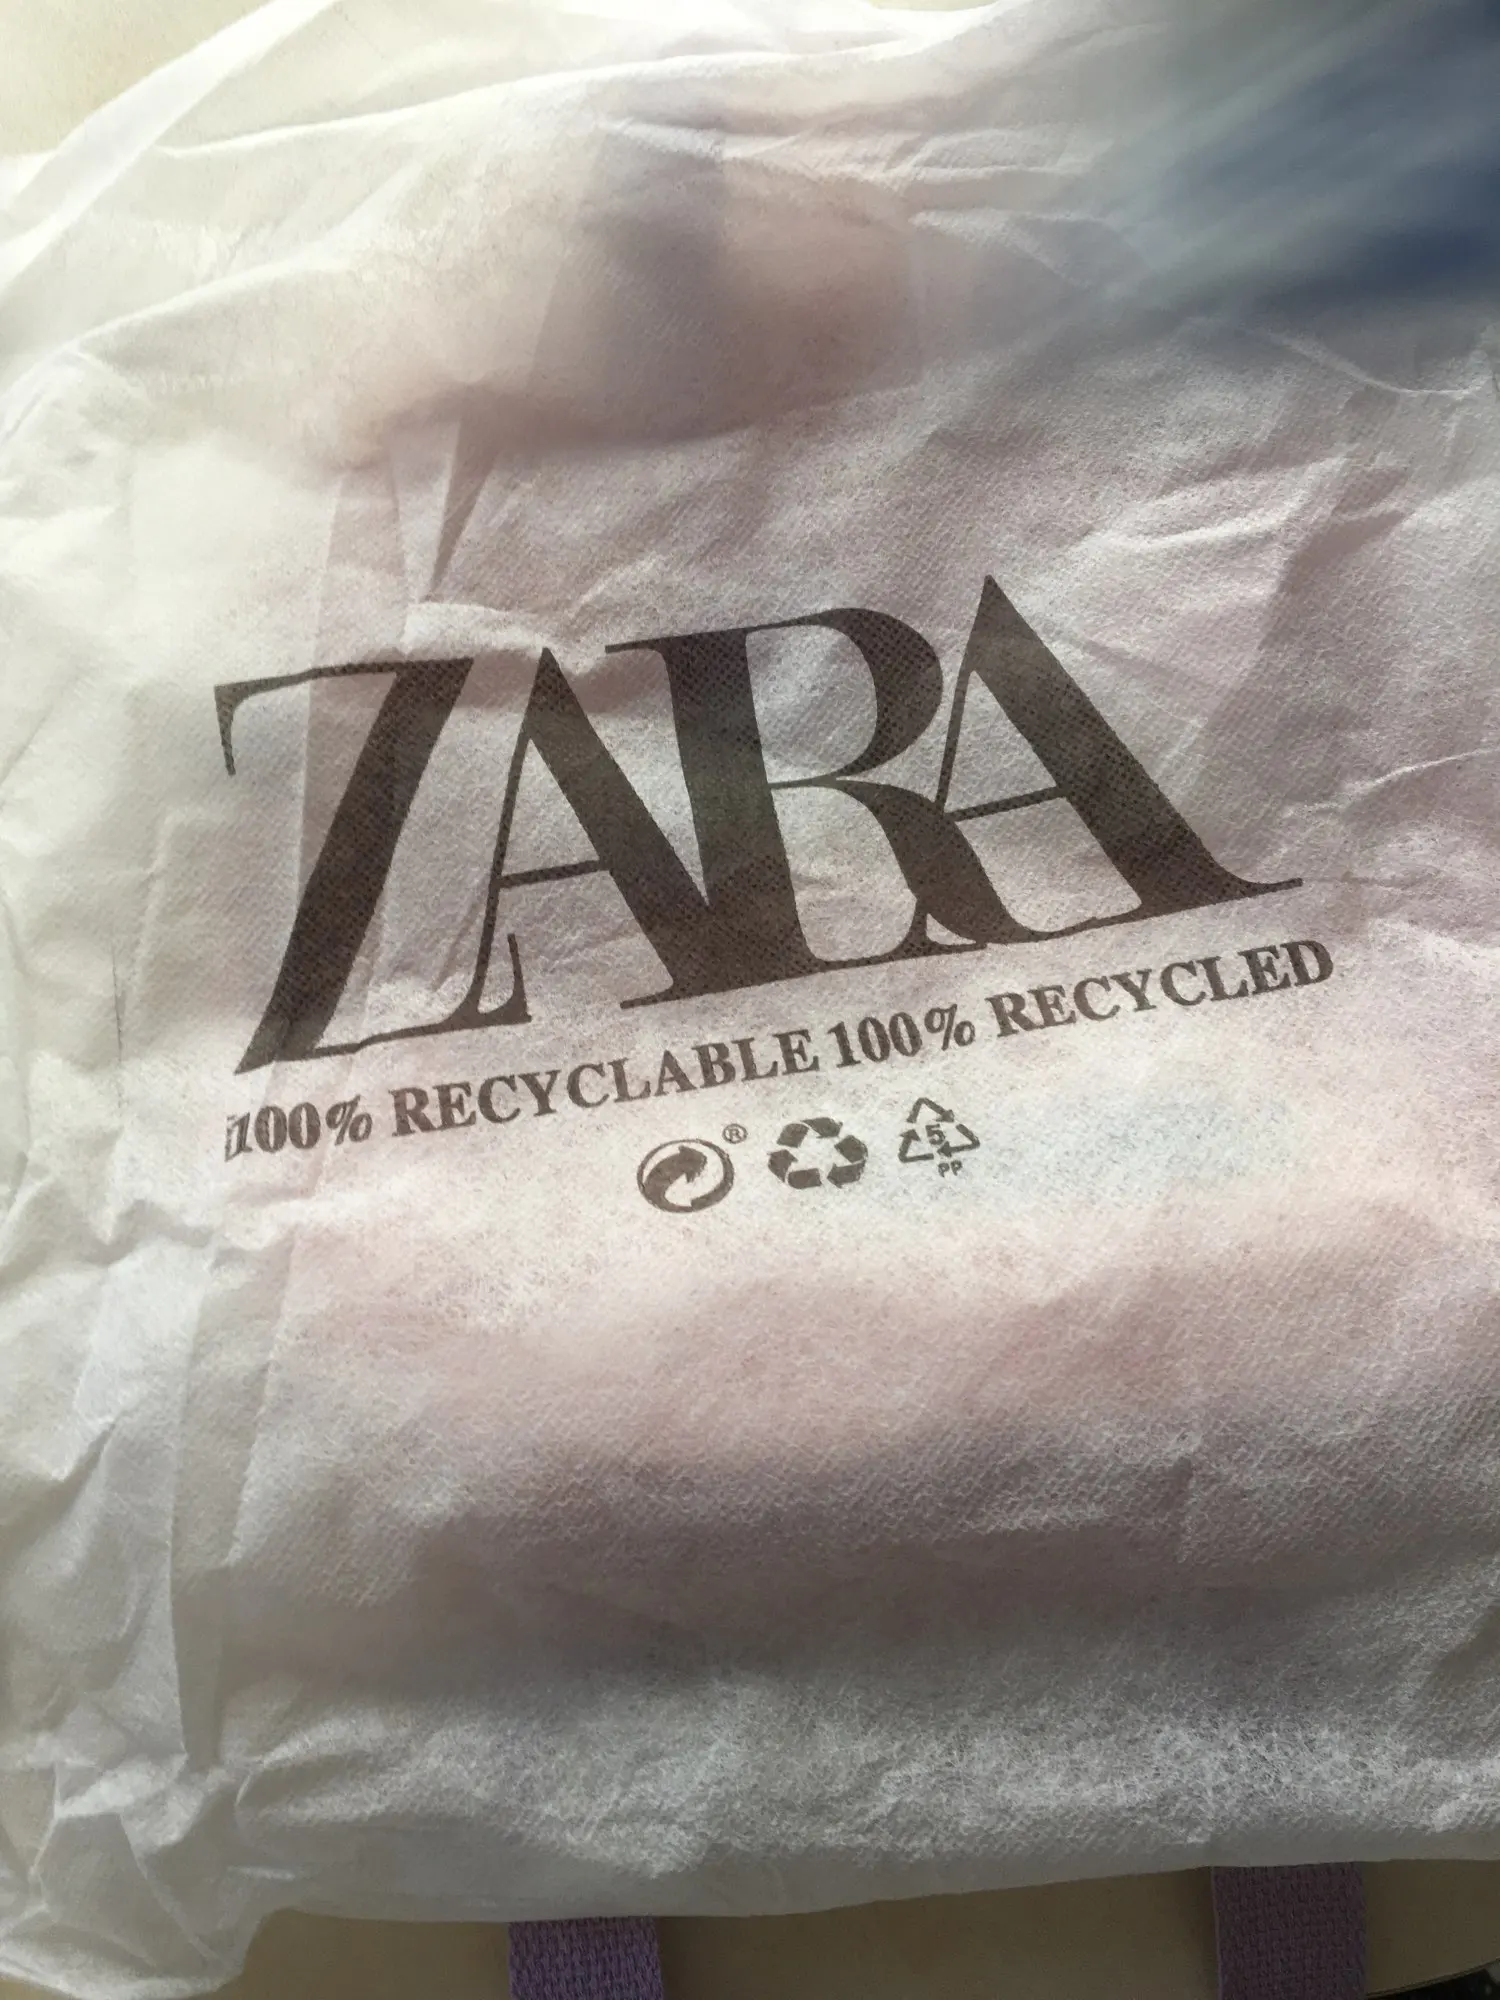 ZARA
100% RECYCLABLE 100% RECYCLED
®
5
PP